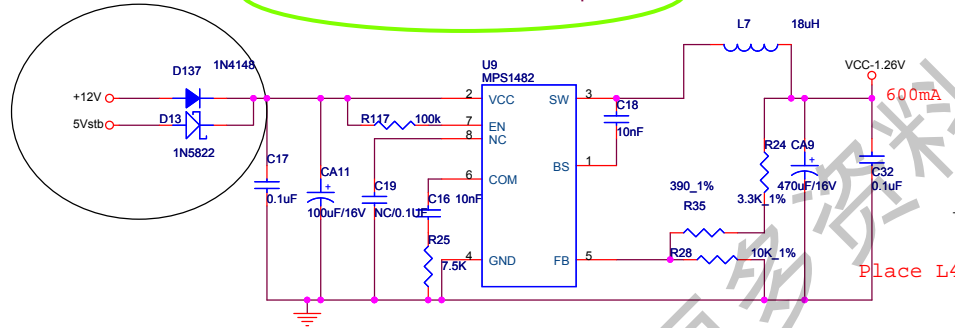 L7 18uH
VCC-1.26V
600mA
D137 1N4148
+12V
5Vstb
D13
1N5822
U9
MPS1482
2 VCC SW 3
7 EN
8 NC
BS 1
6 COM
4 GND FB 5
R117 100k
C18
10nF
C17
0.1uF
CA11
100uF/16V
C19
NC/0.1UF
C16 10nF
R25
7.5K
R24
3.3K_1%
CA9
470uF/16V
C32
0.1uF
390_1%
R35
R28 10K_1%
Place L4
多资料